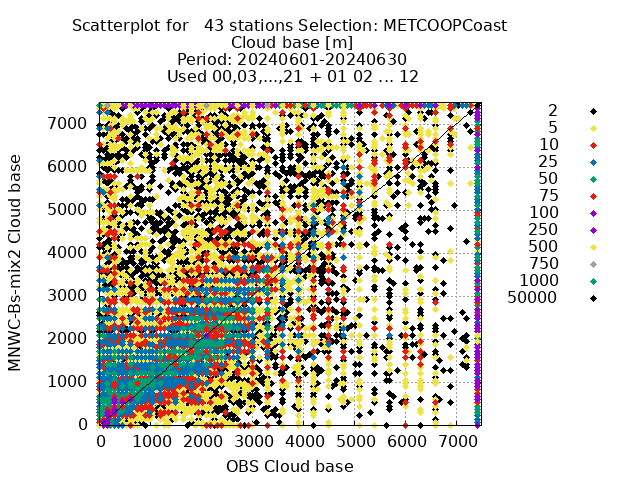 Scatterplot for   43 stations Selection: METCOOPCoast
Cloud base [m]
Period: 20240601-20240630
Used 00,03,...,21 + 01 02 ... 12
MNWC-Bs-mix2 Cloud base
7000
6000
5000
4000
3000
2000
1000
0
0 1000 2000 3000 4000 5000 6000 7000
OBS Cloud base
2
5
10
25
50
75
100
250
500
750
1000
50000